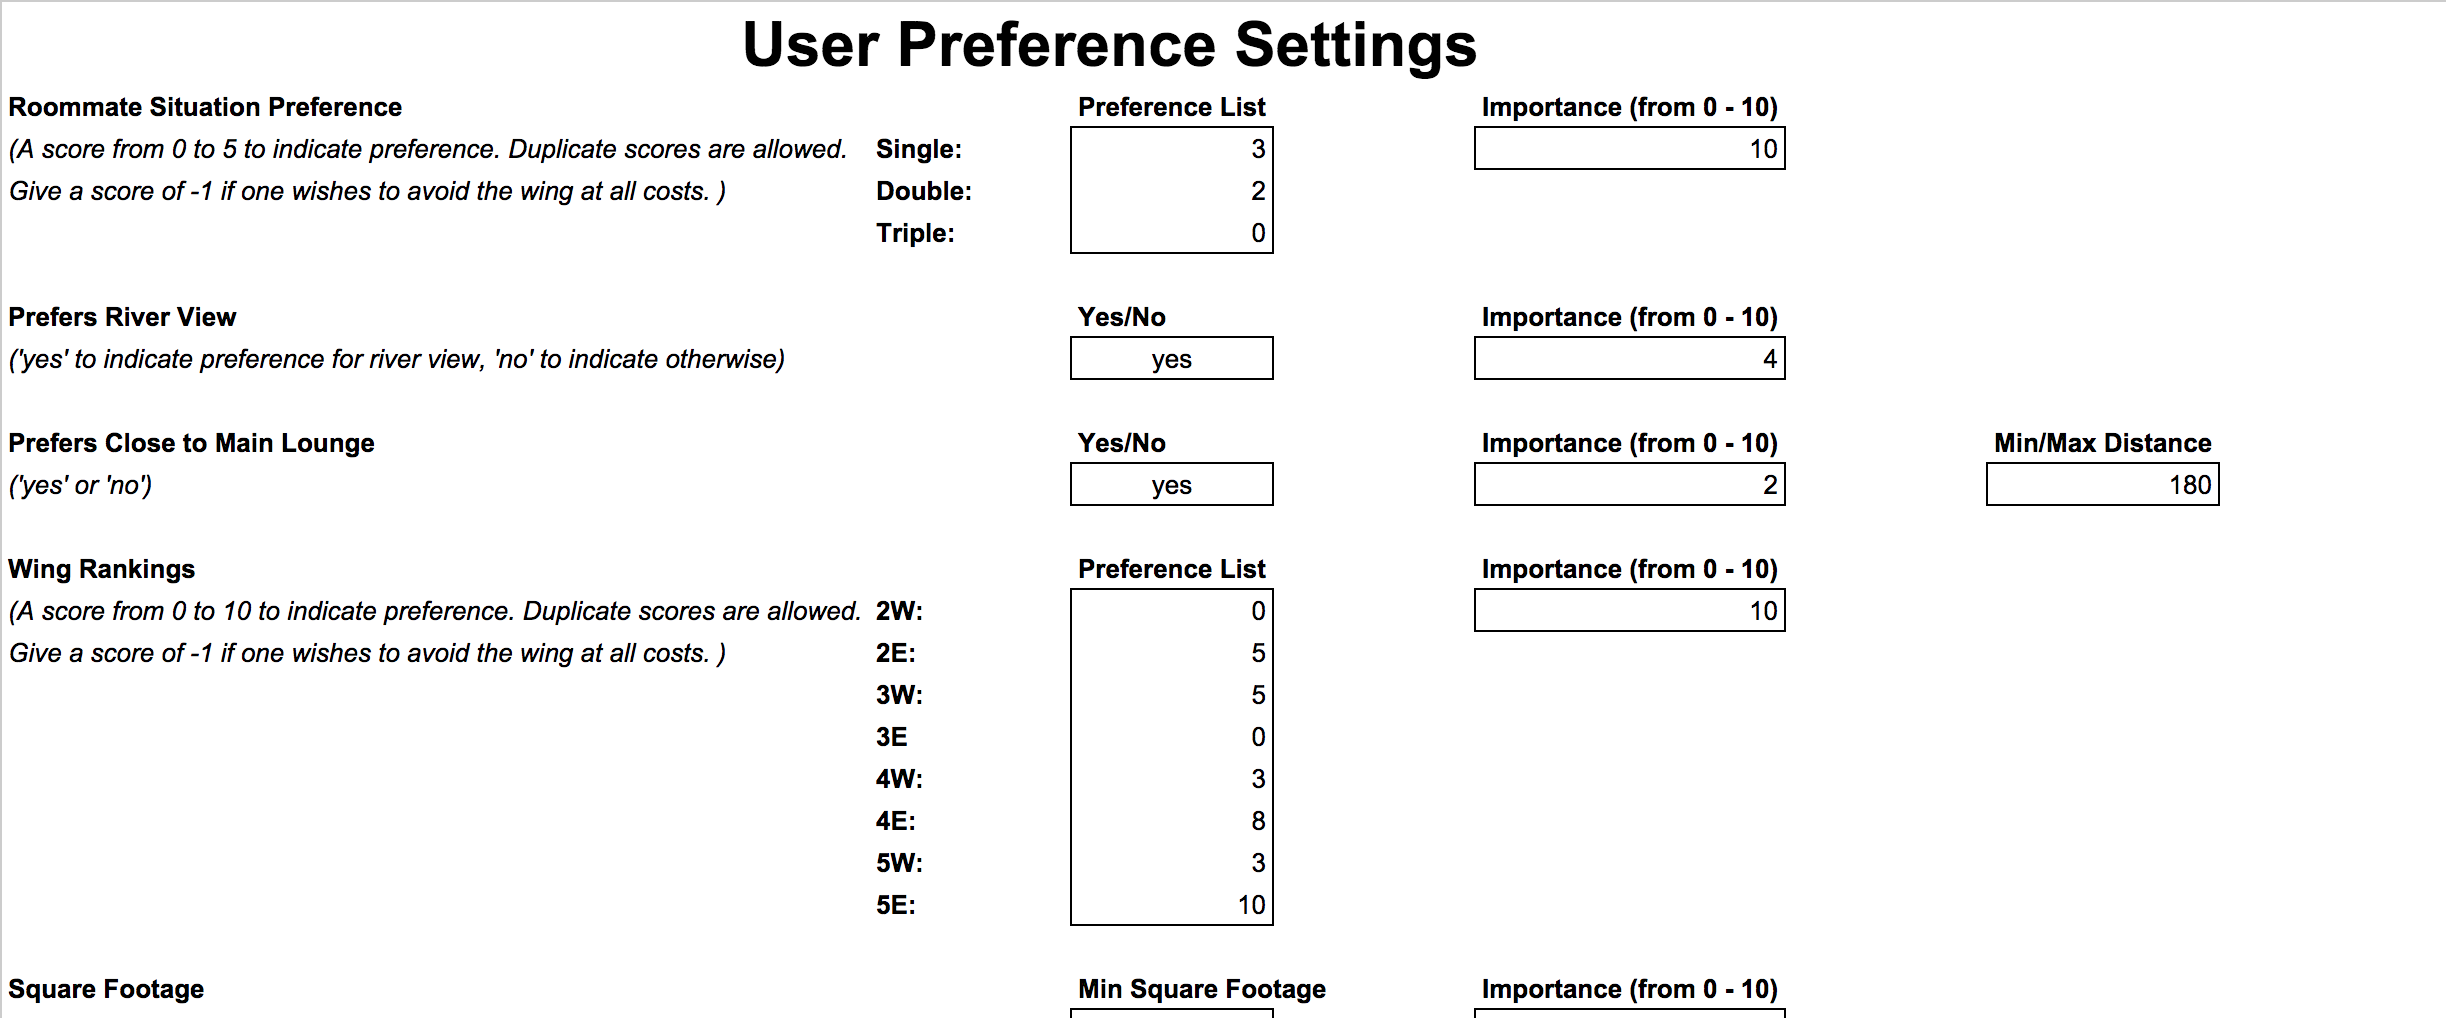 User Preference Settings
Roommate Situation Preference Preference List Importance (from 0 - 10)
(A score from 0 to 5 to indicate preference. Duplicate scores are allowed. Single: 3 10
Give a score of -1 if one wishes to avoid the wing at all costs. ) Double: 2
Triple: 0
Prefers River View Yes/No Importance (from 0 - 10)
('yes' to indicate preference for river view, 'no' to indicate otherwise) yes 4
Prefers Close to Main Lounge Yes/No Importance (from 0 - 10) Min/Max Distance
('yes' or 'no') yes 2 180
Wing Rankings Preference List Importance (from 0 - 10)
(A score from 0 to 10 to indicate preference. Duplicate scores are allowed. 2W: 0 10
Give a score of -1 if one wishes to avoid the wing at all costs. ) 2E: 5
3W: 5
3E 0
4W: 3
4E: 8
5W: 3
5E: 10
Square Footage Min Square Footage Importance (from 0 - 10)